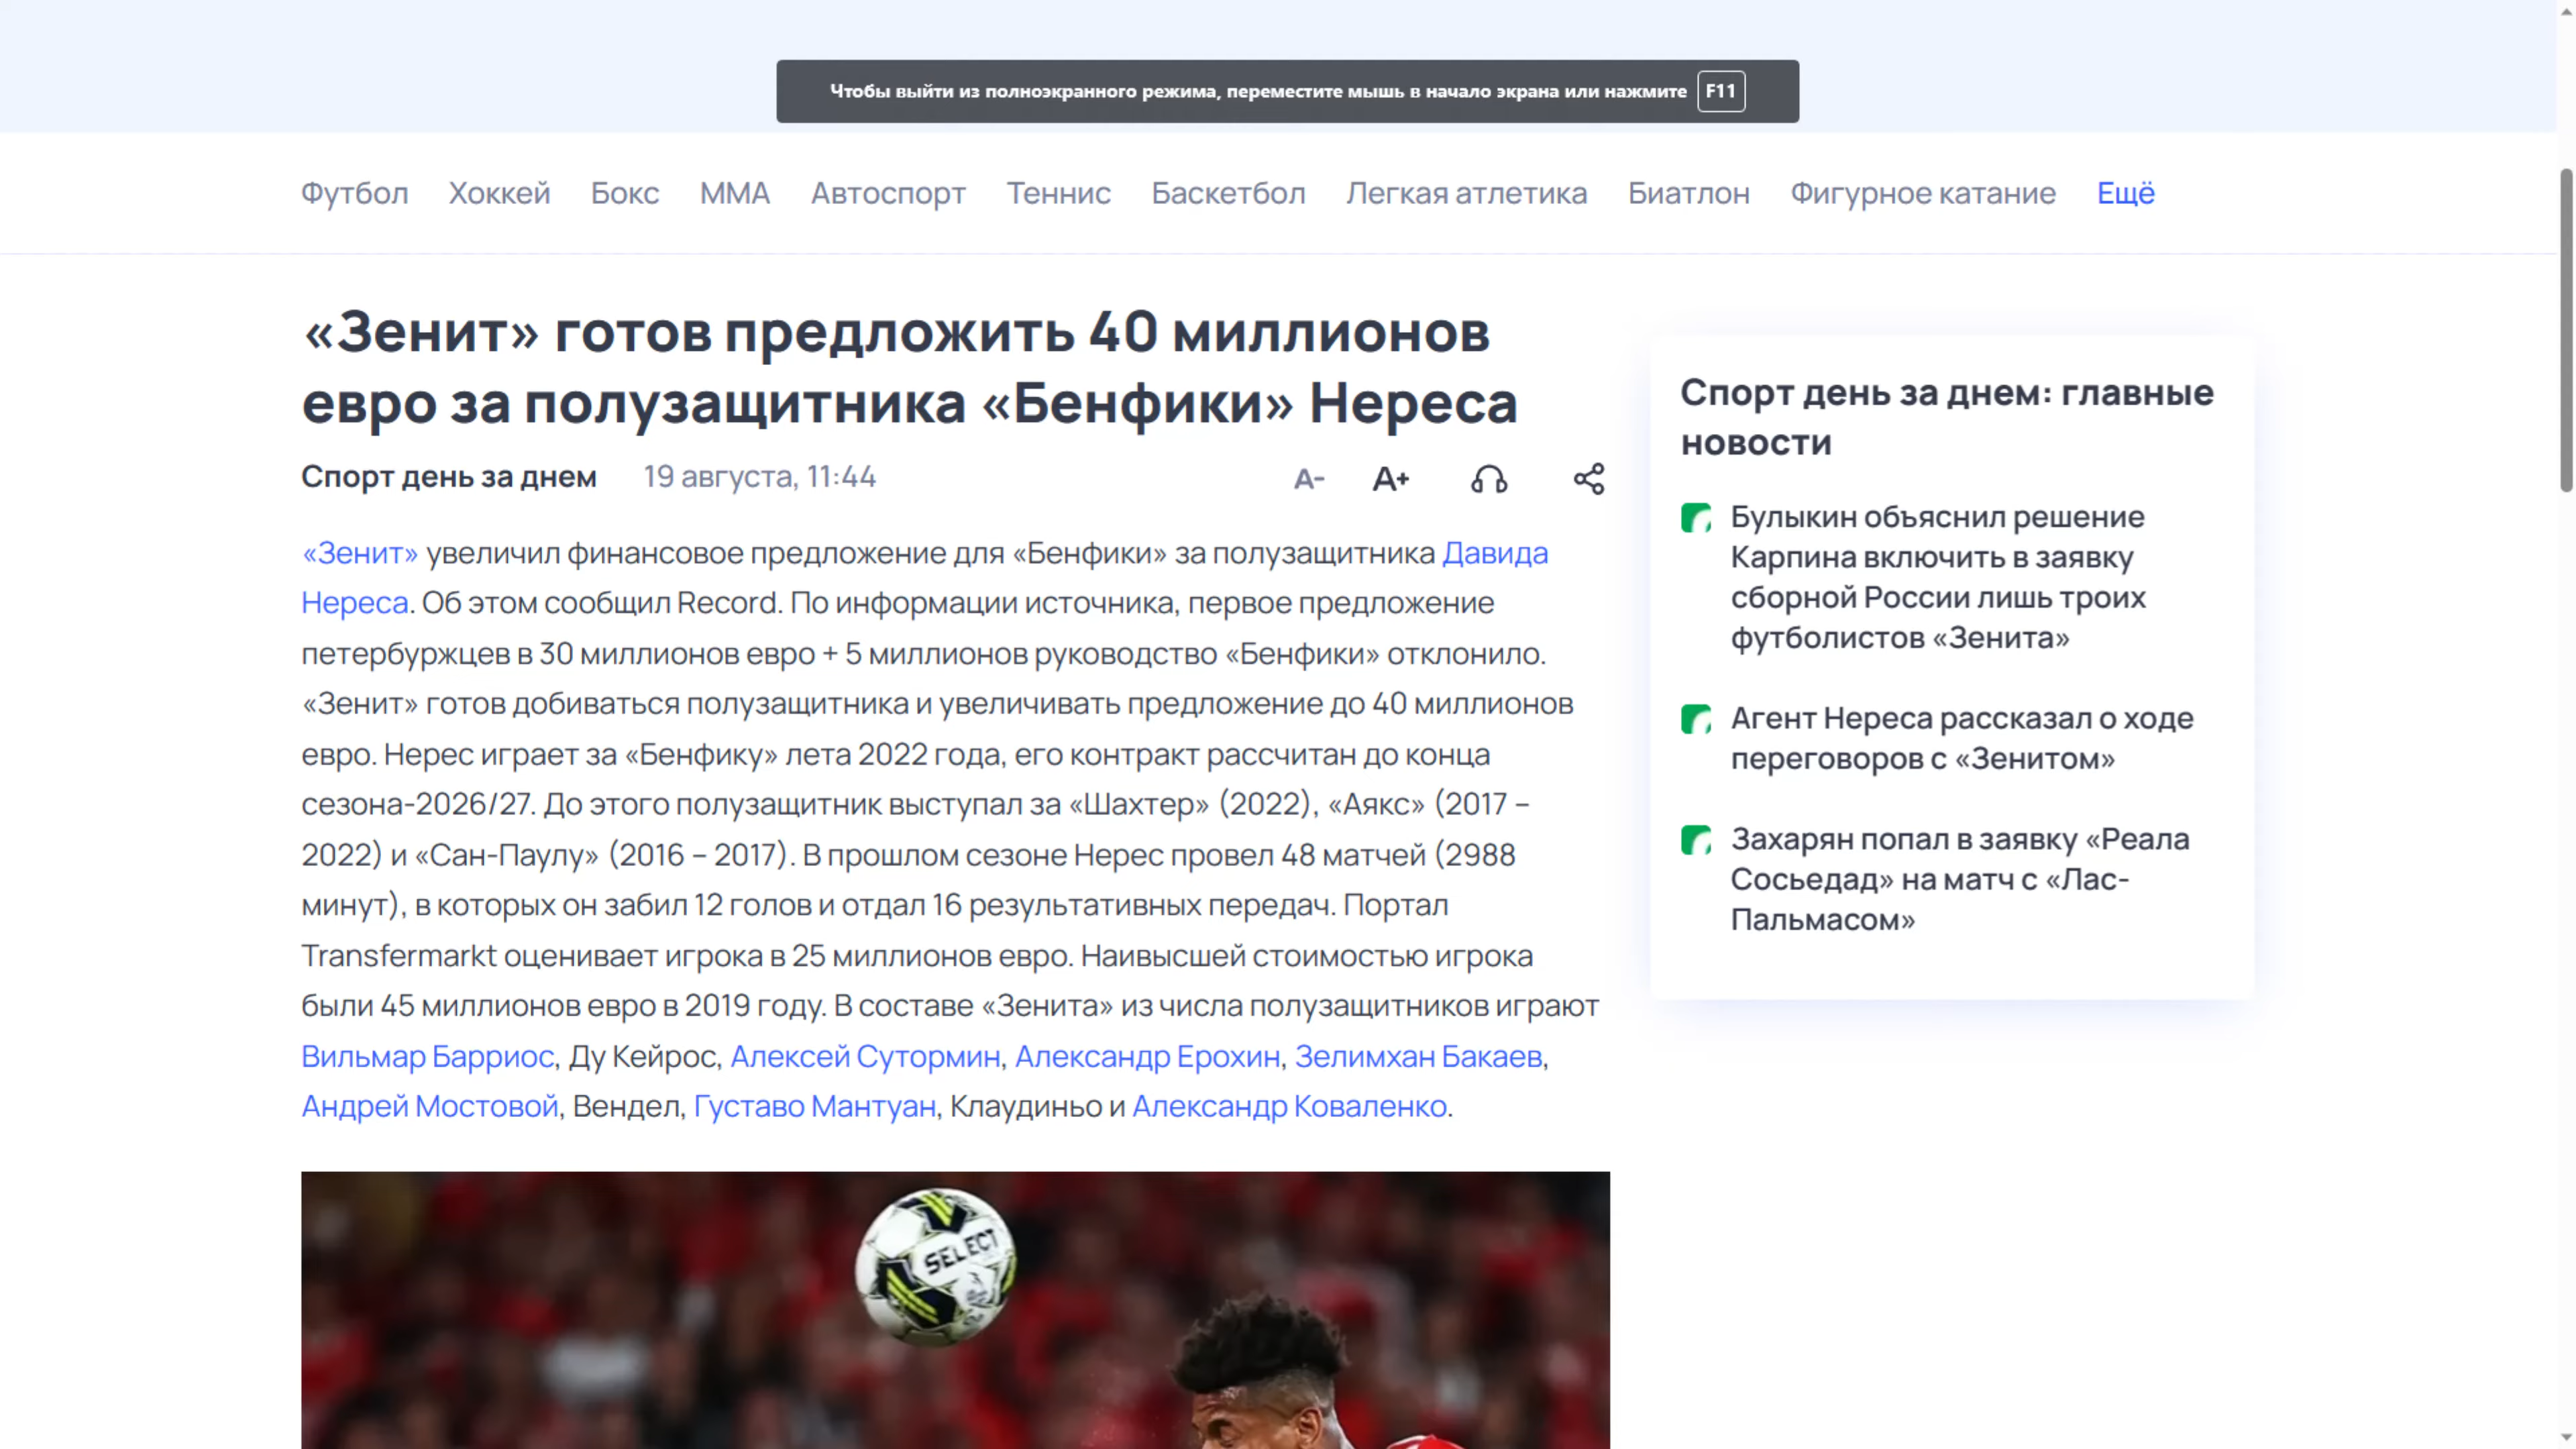 Чтобы выйти из полноэкранного режима, переместите мышь в начало экрана или нажмите F11
Футбол Хоккей Бокс ММА Автоспорт Теннис Баскетбол Легкая атлетика Биатлон Фигурное катание Ещё
«Зенит» готов предложить 40 миллионов
евро за полузащитника «Бенфики» Нереса
Спорт день за днем 19 августа, 11:44
A- A+
«Зенит» увеличил финансовое предложение для «Бенфики» за полузащитника Давида
Нереса. Об этом сообщил Record. По информации источника, первое предложение
петербуржцев в 30 миллионов евро + 5 миллионов руководство «Бенфики» отклонило.
«Зенит» готов добиваться полузащитника и увеличивать предложение до 40 миллионов
евро. Нерес играет за «Бенфику» лета 2022 года, его контракт рассчитан до конца
сезона-2026/27. До этого полузащитник выступал за «Шахтер» (2022), «Аякс» (2017 –
2022) и «Сан-Паулу» (2016 – 2017). В прошлом сезоне Нерес провел 48 матчей (2988
минут), в которых он забил 12 голов и отдал 16 результативных передач. Портал
Transfermarkt оценивает игрока в 25 миллионов евро. Наивысшей стоимостью игрока
были 45 миллионов евро в 2019 году. В составе «Зенита» из числа полузащитников играют
Вильмар Барриос, Ду Кейрос, Алексей Сутормин, Александр Ерохин, Зелимхан Бакаев,
Андрей Мостовой, Вендел, Густаво Мантуан, Клаудиньо и Александр Коваленко.
SELECT
Спорт день за днем: главные
новости
Булыкин объяснил решение
Карпина включить в заявку
сборной России лишь троих
футболистов «Зенита»
Агент Нереса рассказал о ходе
переговоров с «Зенитом»
Захарян попал в заявку «Реала
Сосьедад» на матч с «Лас-
Пальмасом»